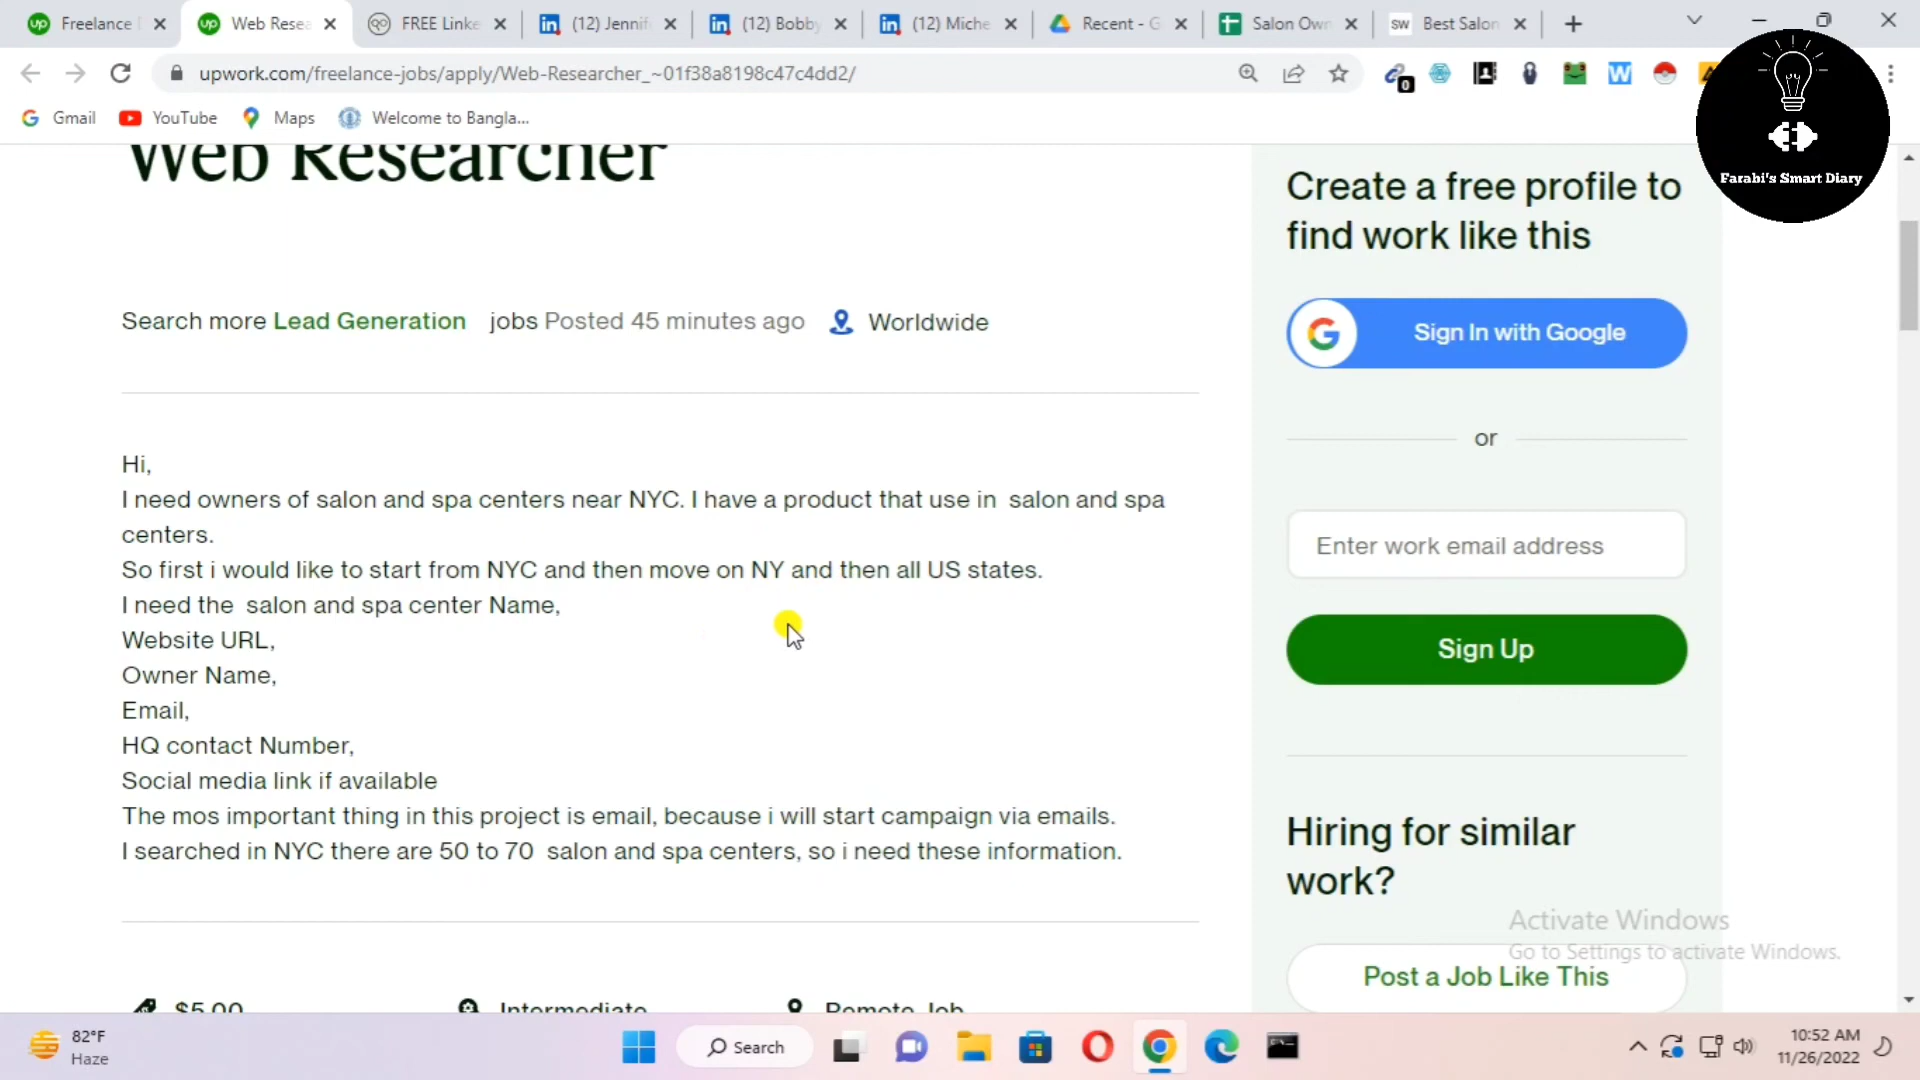 Freelance
Web Resea
FREE Linke
(12) Jennif
(12) Bobby
(12) Miche
Recent - G
Salon Own
SW
Best Salon
upwork.com/freelance-jobs/apply/Web-Researcher_~01f38a8198c47c4dd2/
0
W
Gmail
YouTube
Maps
Welcome to Bangla...
Farabi's Smart Diary
Web Researcher
Search more Lead Generation jobs Posted 45 minutes ago Worldwide
Hi,
I need owners of salon and spa centers near NYC. I have a product that use in salon and spa
centers.
So first i would like to start from NYC and then move on NY and then all US states.
I need the salon and spa center Name,
Website URL,
Owner Name,
Email,
HQ contact Number,
Social media link if available
The mos important thing in this project is email, because i will start campaign via emails.
I searched in NYC there are 50 to 70 salon and spa centers, so i need these information.
$5.00
Intermediate
Remote Job
Create a free profile to
find work like this
Sign In with Google
or
Enter work email address
Sign Up
Hiring for similar
work?
Post a Job Like This
Activate Windows
Go to Settings to activate Windows.
82°F
Haze
Search
10:52 AM
11/26/2022